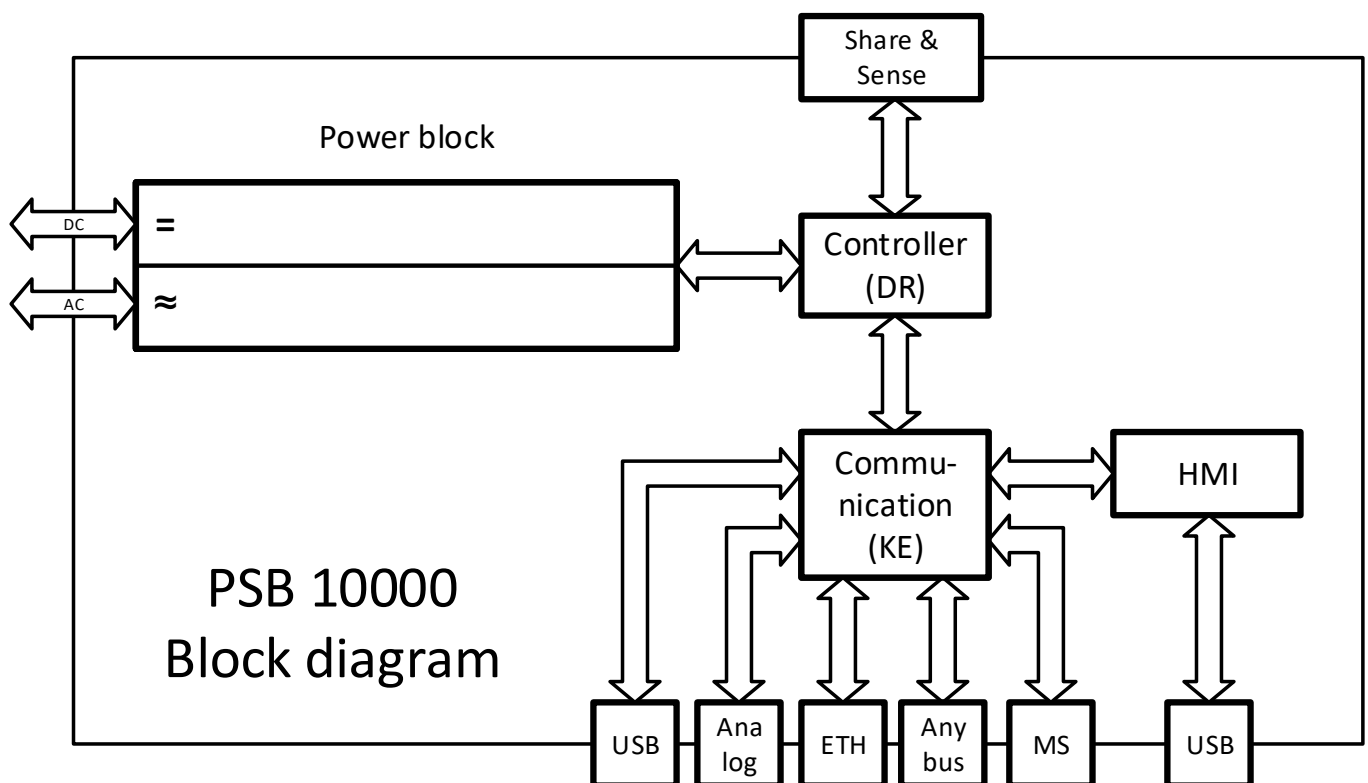 Share &
Sense
Power block
DC
=
Controller
(DR)
AC
≈
Commu-
nication
(KE)
HMI
PSB 10000
Block diagram
USB
Ana
log
ETH
Any
bus
MS
USB